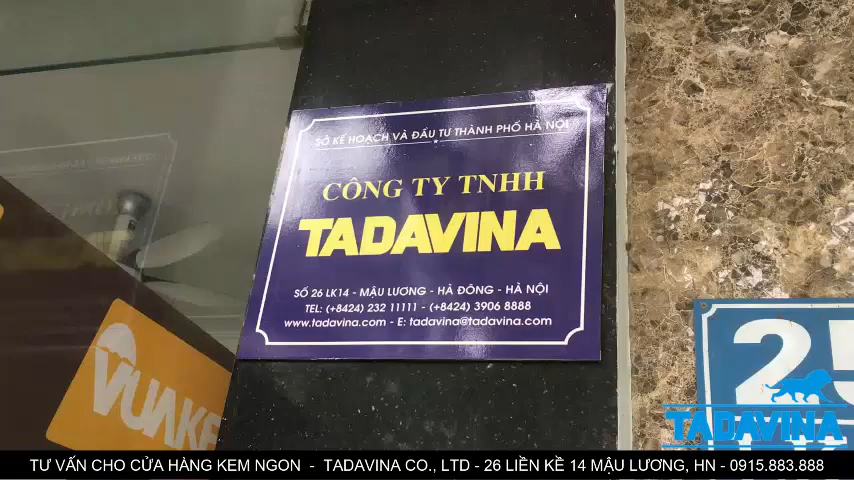 SỞ KẾ HOẠCH VÀ ĐẦU TƯ THÀNH PHỐ HÀ NỘI
CÔNG TY TNHH
TADAVINA
SỐ 26 LK14 - MẬU LƯƠNG - HÀ ĐÔNG - HÀ NỘI
TEL: (+8424) 232 11111 - (+8424) 3906 8888
www.tadavina.com - E: tadavina@tadavina.com
VUAKE
25
TADAVINA
TƯ VẤN CHO CỬA HÀNG KEM NGON - TADAVINA CO., LTD - 26 LIỀN KỀ 14 MẬU LƯƠNG, HN - 0915.883.888